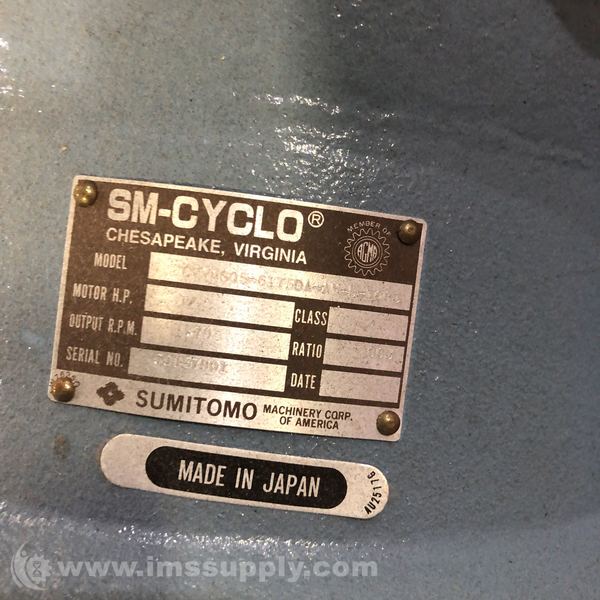 SM-CYCLO®
CHESAPEAKE, VIRGINIA
MEMBER OF
AGMA
MODEL
MOTOR H.P.
CLASS
OUTPUT R.P.M.
RATIO
SERIAL NO.
DATE
SUMITOMO MACHINERY CORP.
OF AMERICA
MADE IN JAPAN
AU25176
www.imssupply.com